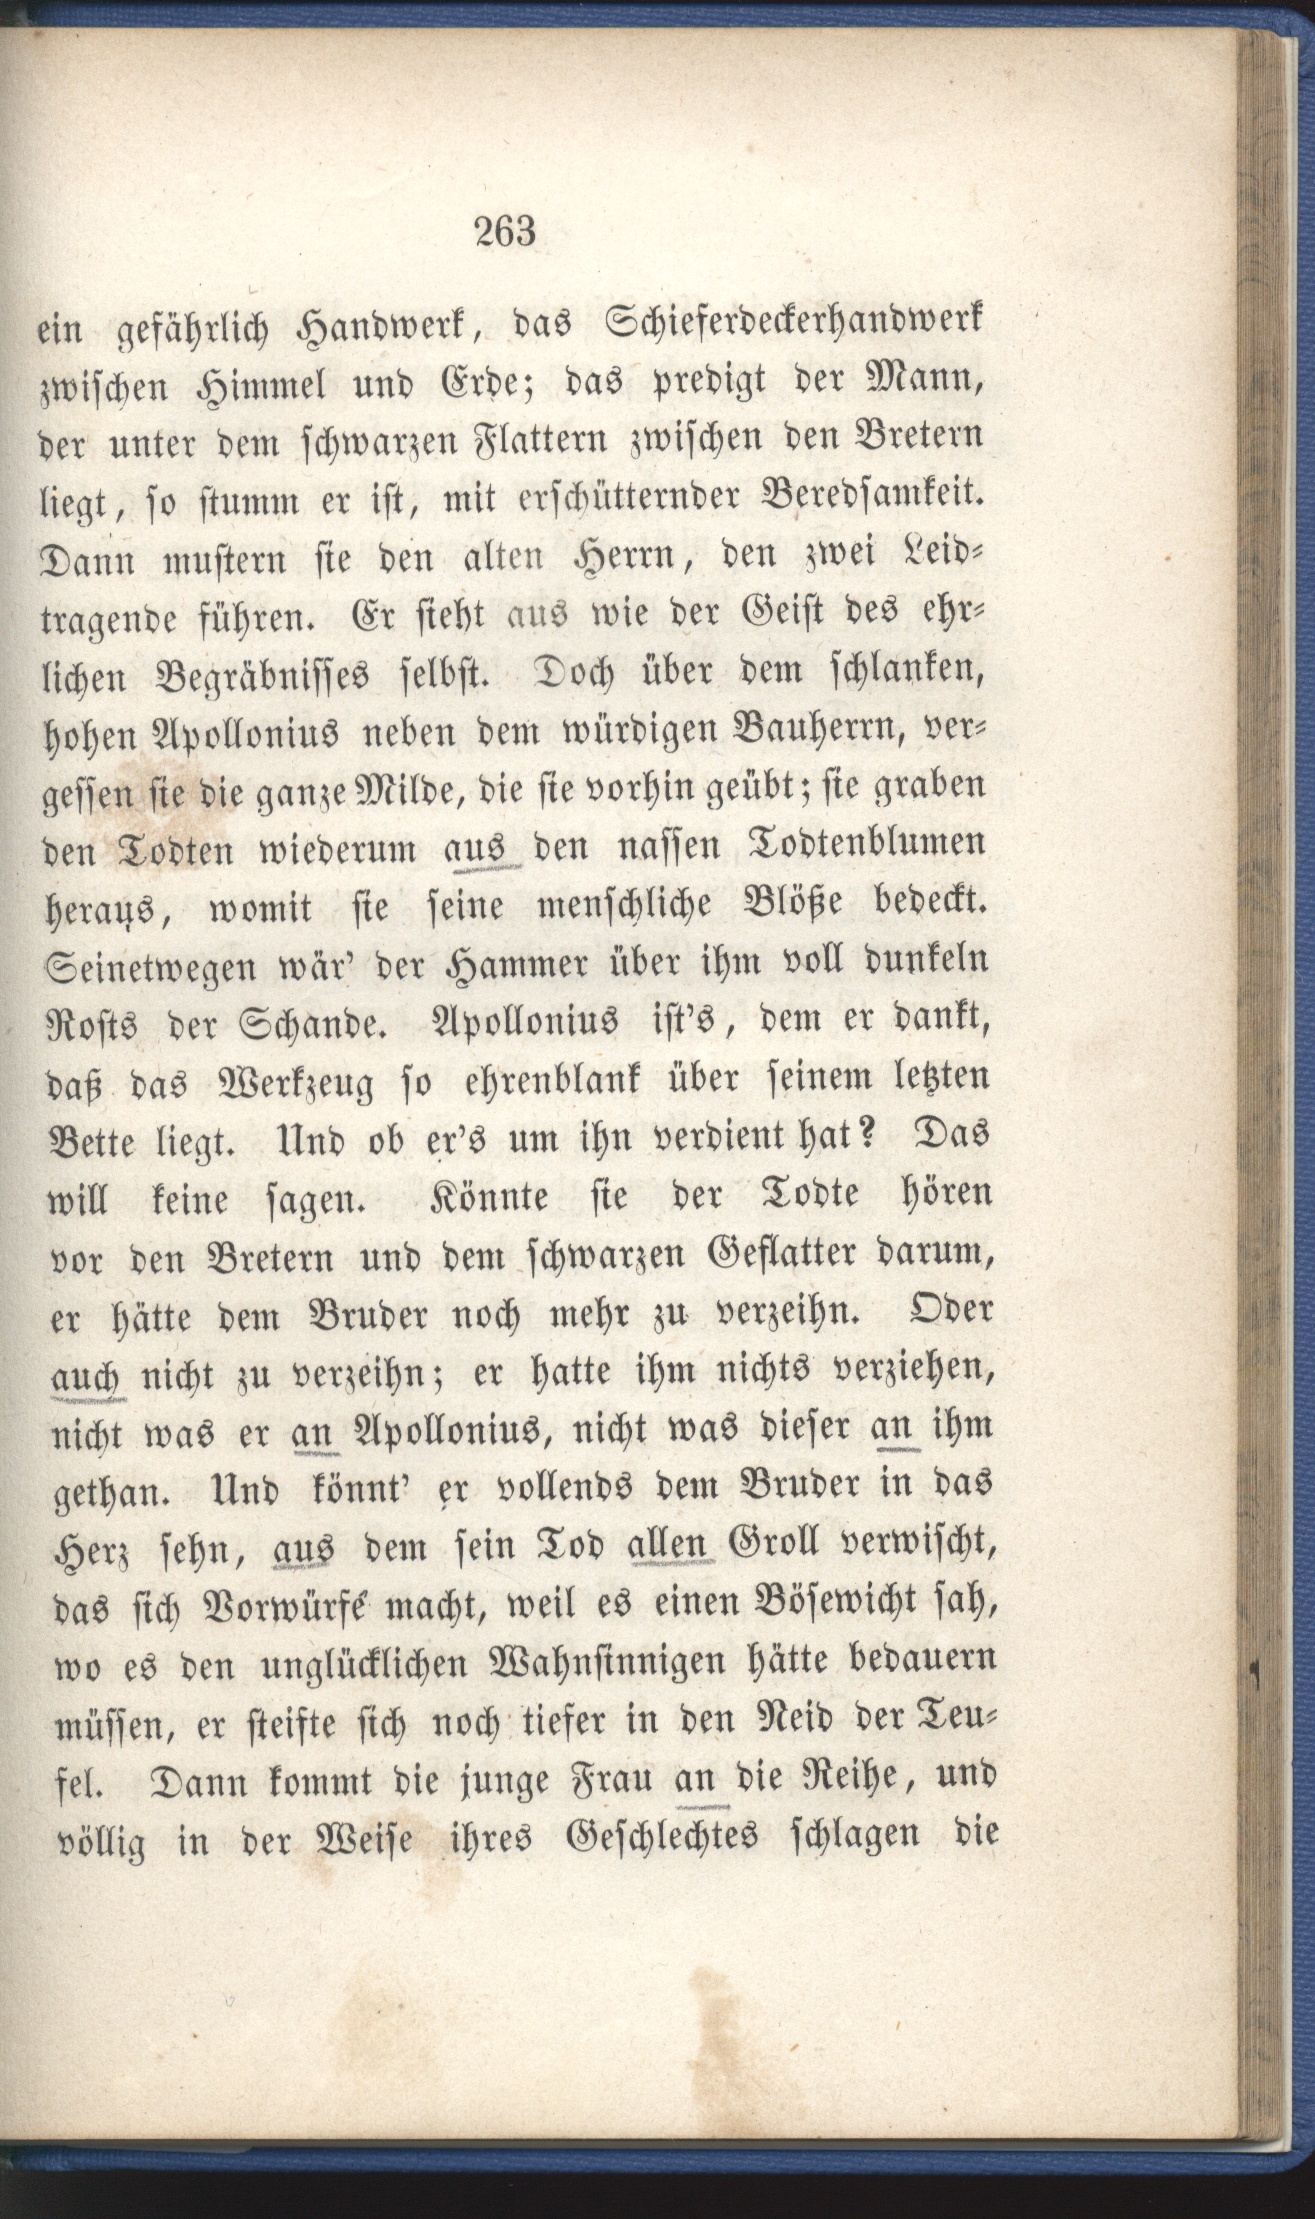 263
ein gefährlich Handwerk, das Schieferdeckerhandwerk
zwischen Himmel und Erde; das predigt der Mann,
der unter dem schwarzen Flattern zwischen den Bretern
liegt, so stumm er ist, mit erschütternder Beredsamkeit.
Dann mustern sie den alten Herrn, den zwei Leid-
tragende führen. Er sieht aus wie der Geist des ehr-
lichen Begräbnisses selbst. Doch über dem schlanken,
hohen Apollonius neben dem würdigen Bauherrn, ver-
gessen sie die ganze Milde, die sie vorhin geübt; sie graben
den Todten wiederum aus den nassen Todtenblumen
heraus, womit sie seine menschliche Blöße bedeckt.
Seinetwegen wär' der Hammer über ihm voll dunkeln
Rosts der Schande. Apollonius ist's, dem er dankt,
daß das Werkzeug so ehrenblank über seinem letzten
Bette liegt. Und ob er's um ihn verdient hat? Das
will keine sagen. Könnte sie der Todte hören
vor den Bretern und dem schwarzen Geflatter darum,
er hätte dem Bruder noch mehr zu verzeihn. Oder
auch nicht zu verzeihn; er hatte ihm nichts verziehen,
nicht was er an Apollonius, nicht was dieser an ihm
gethan. Und könnt' er vollends dem Bruder in das
Herz sehn, aus dem sein Tod allen Groll verwischt,
das sich Vorwürfe macht, weil es einen Bösewicht sah,
wo es den unglücklichen Wahnsinnigen hätte bedauern
müssen, er steifte sich noch tiefer in den Neid der Teu-
fel. Dann kommt die junge Frau an die Reihe, und
völlig in der Weise ihres Geschlechtes schlagen die